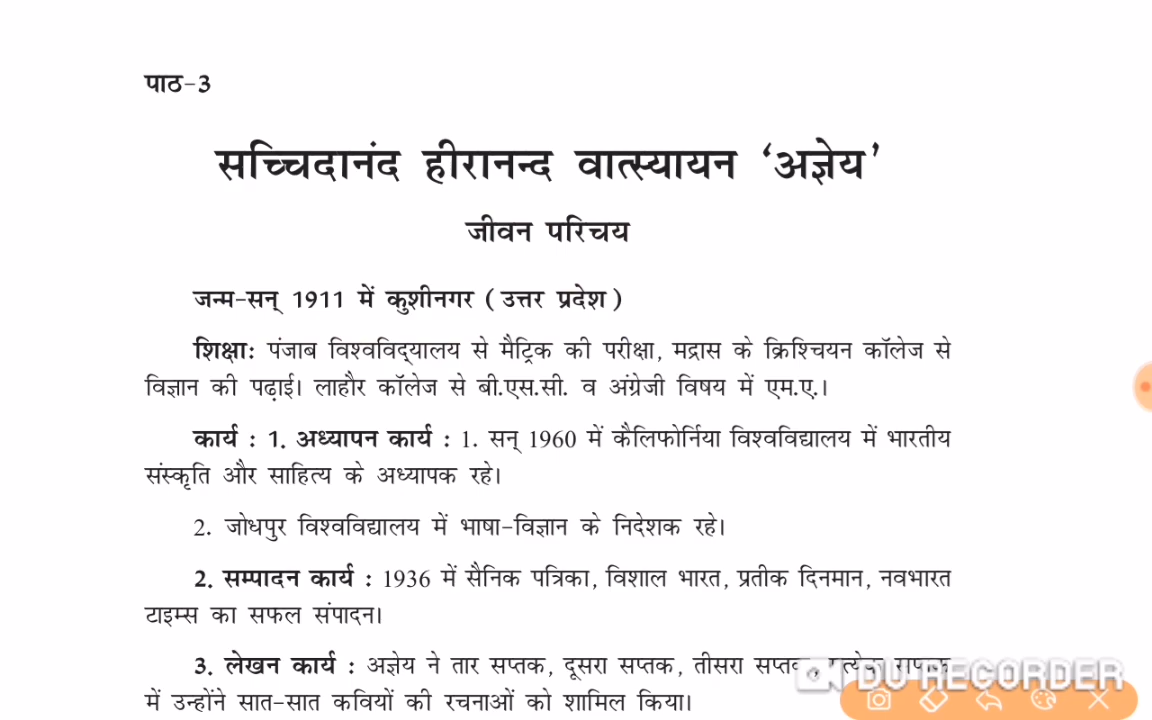 पाठ-3
सच्चिदानंद हीरानन्द वात्स्यायन ‘अज्ञेय’
जीवन परिचय
जन्म-सन् 1911 में कुशीनगर ( उत्तर प्रदेश )
शिक्षाः पंजाब विश्वविद्यालय से मैट्रिक की परीक्षा, मद्रास के क्रिश्चियन कॉलेज से
विज्ञान की पढ़ाई। लाहौर कॉलेज से बी.एस.सी. व अंग्रेजी विषय में एम.ए.।
कार्य : 1. अध्यापन कार्य : 1. सन् 1960 में कैलिफोर्निया विश्वविद्यालय में भारतीय
संस्कृति और साहित्य के अध्यापक रहे।
2. जोधपुर विश्वविद्यालय में भाषा-विज्ञान के निदेशक रहे।
2. सम्पादन कार्य : 1936 में सैनिक पत्रिका, विशाल भारत, प्रतीक दिनमान, नवभारत
टाइम्स का सफल संपादन।
3. लेखन कार्य : अज्ञेय ने तार सप्तक, दूसरा सप्तक, तीसरा सप्तक,
DU RECORDER
में उन्होंने सात-सात कवियों की रचनाओं को शामिल किया।